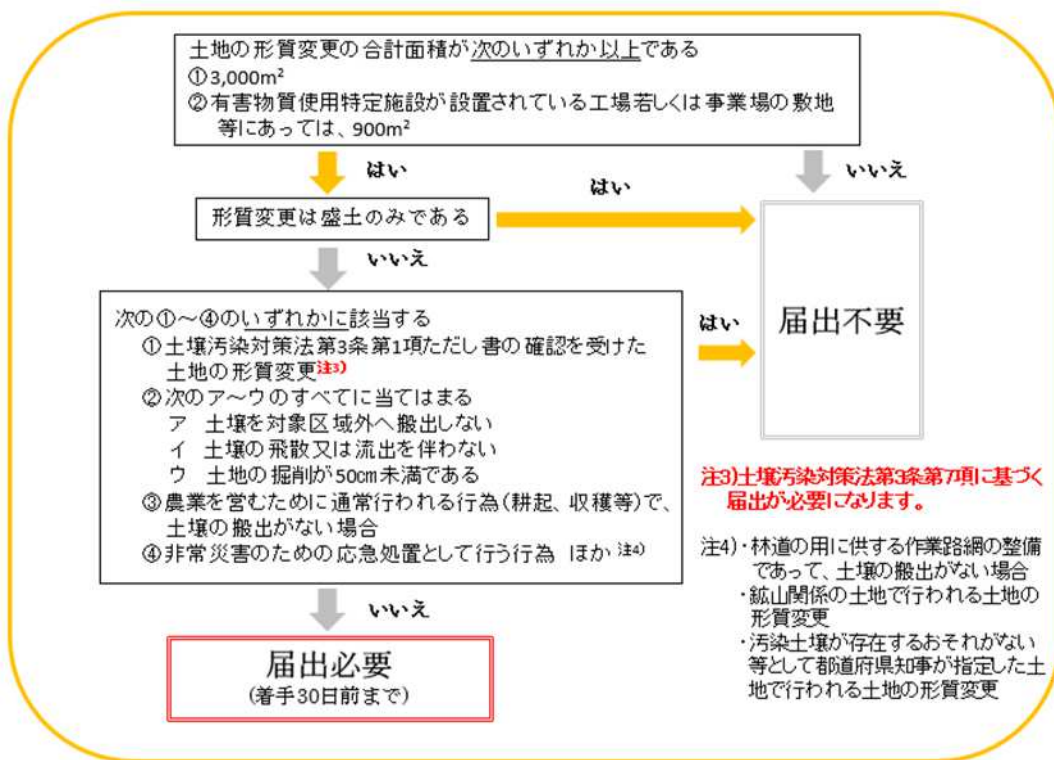 土地の形質変更の合計面積が次のいずれか以上である
①3,000m²
②有害物質使用特定施設が設置されている工場若しくは事業場の敷地
等にあっては、900m²
はい
いいえ
はい
形質変更は盛土のみである
いいえ
届出不要
次の①～④のいずれかに該当する
①土壌汚染対策法第3条第1項ただし書の確認を受けた
土地の形質変更注3)
②次のア～ウのすべてに当てはまる
ア 土壌を対象区域外へ搬出しない
イ 土壌の飛散又は流出を伴わない
ウ 土地の掘削が50cm未満である
③農業を営むために通常行われる行為(耕起、収穫等)で、
土壌の搬出がない場合
④非常災害のための応急処置として行う行為 ほか 注4)
はい
いいえ
届出必要
(着手30日前まで)
注3)土壌汚染対策法第3条第7項に基づく
届出が必要になります。
注4)・林道の用に供する作業路網の整備
であって、土壌の搬出がない場合
・鉱山関係の土地で行われる土地の
形質変更
・汚染土壌が存在するおそれがない
等として都道府県知事が指定した土
地で行われる土地の形質変更